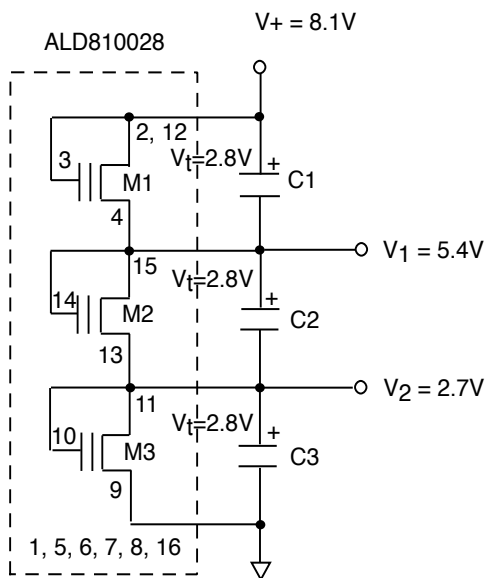 V+ = 8.1V
ALD810028
2, 12
3
Vt=2.8V
+
M1
C1
4
15
V1 = 5.4V
Vt=2.8V
+
14
M2
C2
13
11
V2 = 2.7V
Vt=2.8V
+
10
M3
C3
9
1, 5, 6, 7, 8, 16